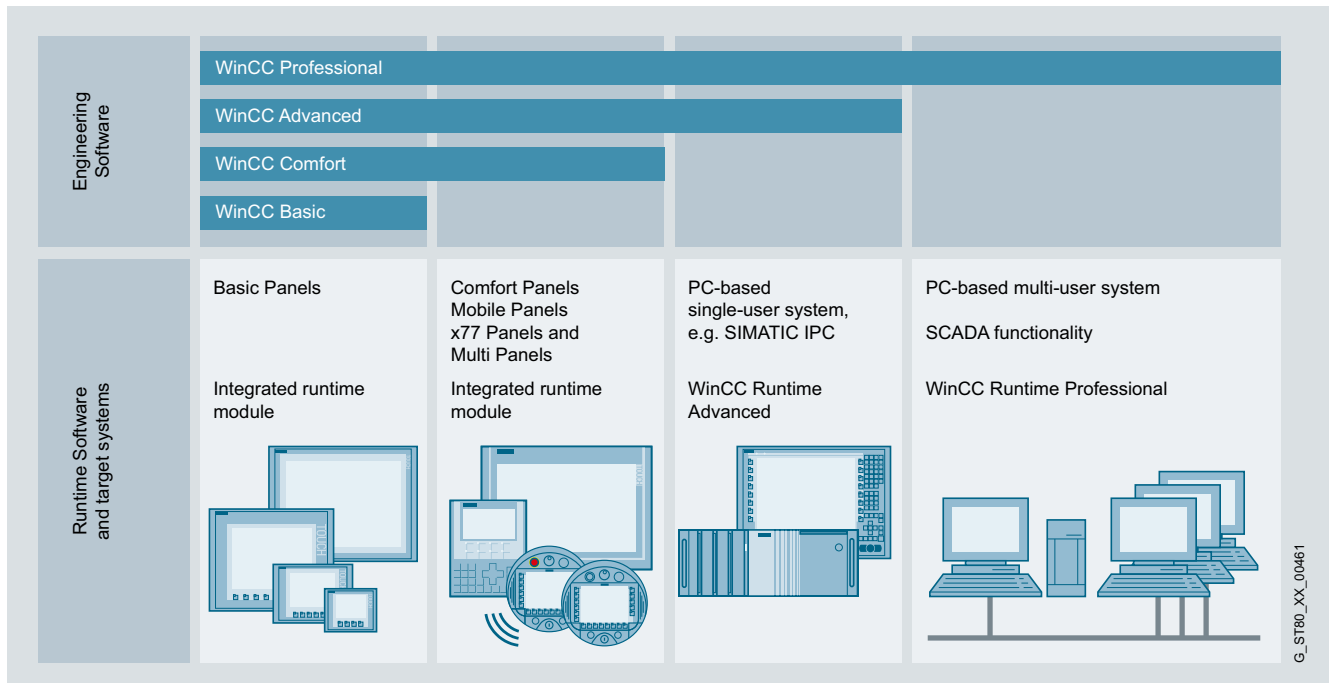 Engineering
Software
WinCC Professional
WinCC Advanced
WinCC Comfort
WinCC Basic
Runtime Software
and target systems
Basic Panels
Integrated runtime
module
Comfort Panels
Mobile Panels
x77 Panels and
Multi Panels
Integrated runtime
module
PC-based
single-user system,
e.g. SIMATIC IPC
WinCC Runtime
Advanced
PC-based multi-user system
SCADA functionality
WinCC Runtime Professional
TOUCH
G_ST80_XX_00461